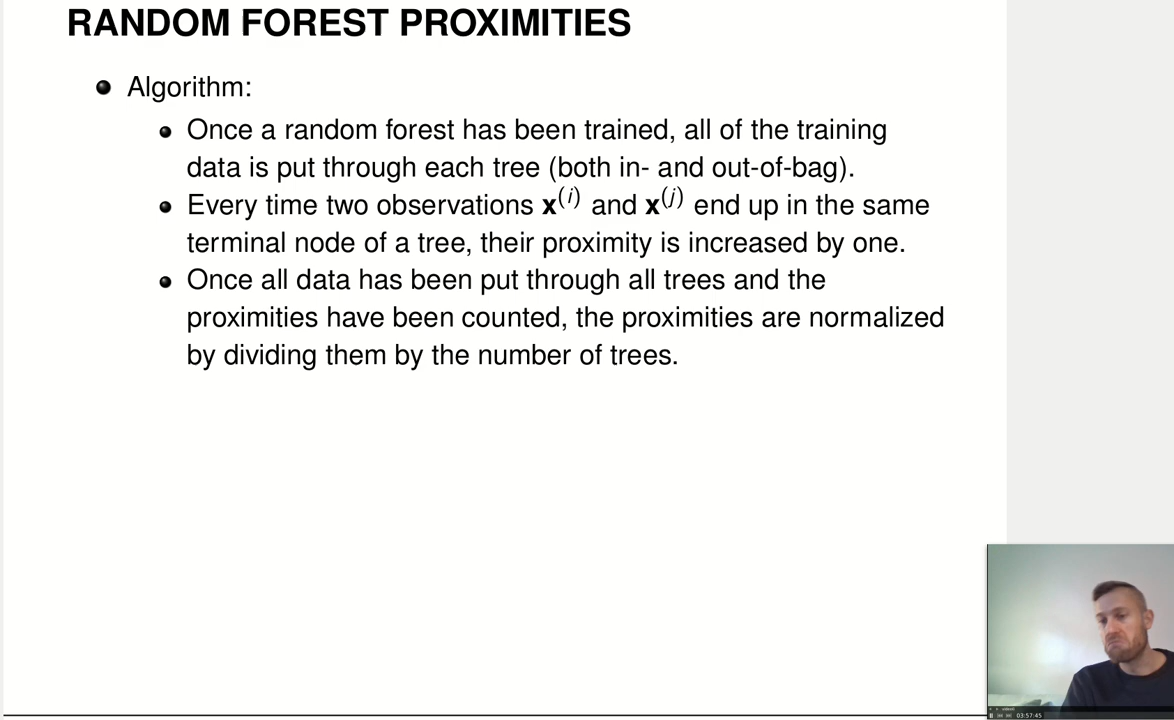 RANDOM FOREST PROXIMITIES
Algorithm:
Once a random forest has been trained, all of the training
data is put through each tree (both in- and out-of-bag).
Every time two observations x^(i) and x^(j) end up in the same
terminal node of a tree, their proximity is increased by one.
Once all data has been put through all trees and the
proximities have been counted, the proximities are normalized
by dividing them by the number of trees.
03:57:45